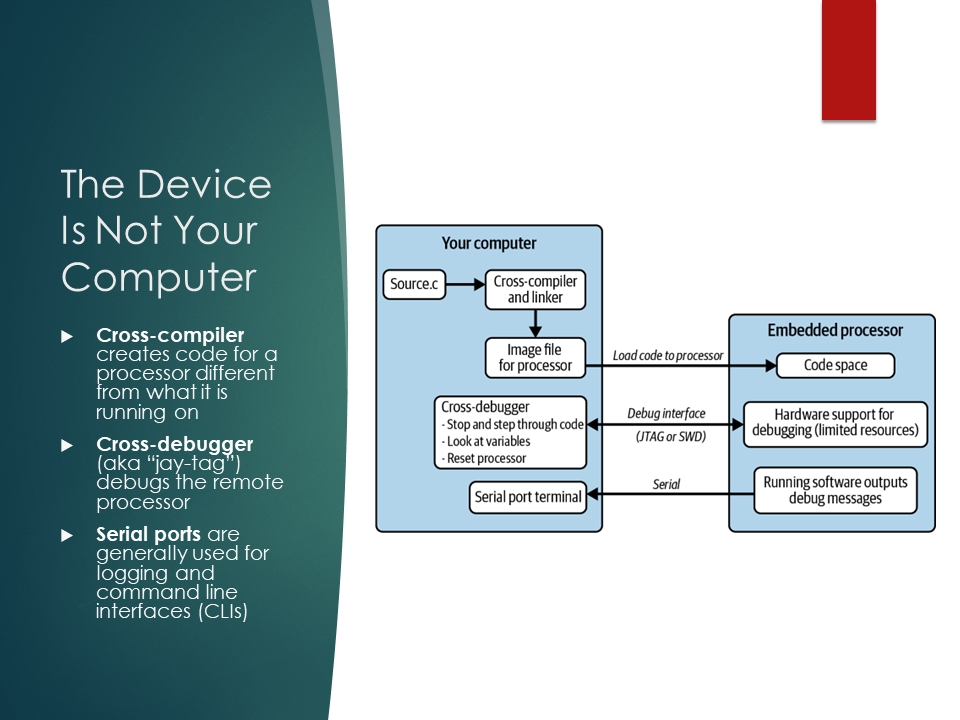 The Device
Is Not Your
Computer
Cross-compiler
creates code for a
processor different
from what it is
running on
Cross-debugger
(aka “jay-tag”)
debugs the remote
processor
Serial ports are
generally used for
logging and
command line
interfaces (CLIs)
Your computer
Source.c
Cross-compiler
and linker
Image file
for processor
Cross-debugger
- Stop and step through code
- Look at variables
- Reset processor
Serial port terminal
Load code to processor
Debug interface
(JTAG or SWD)
Serial
Embedded processor
Code space
Hardware support for
debugging (limited resources)
Running software outputs
debug messages